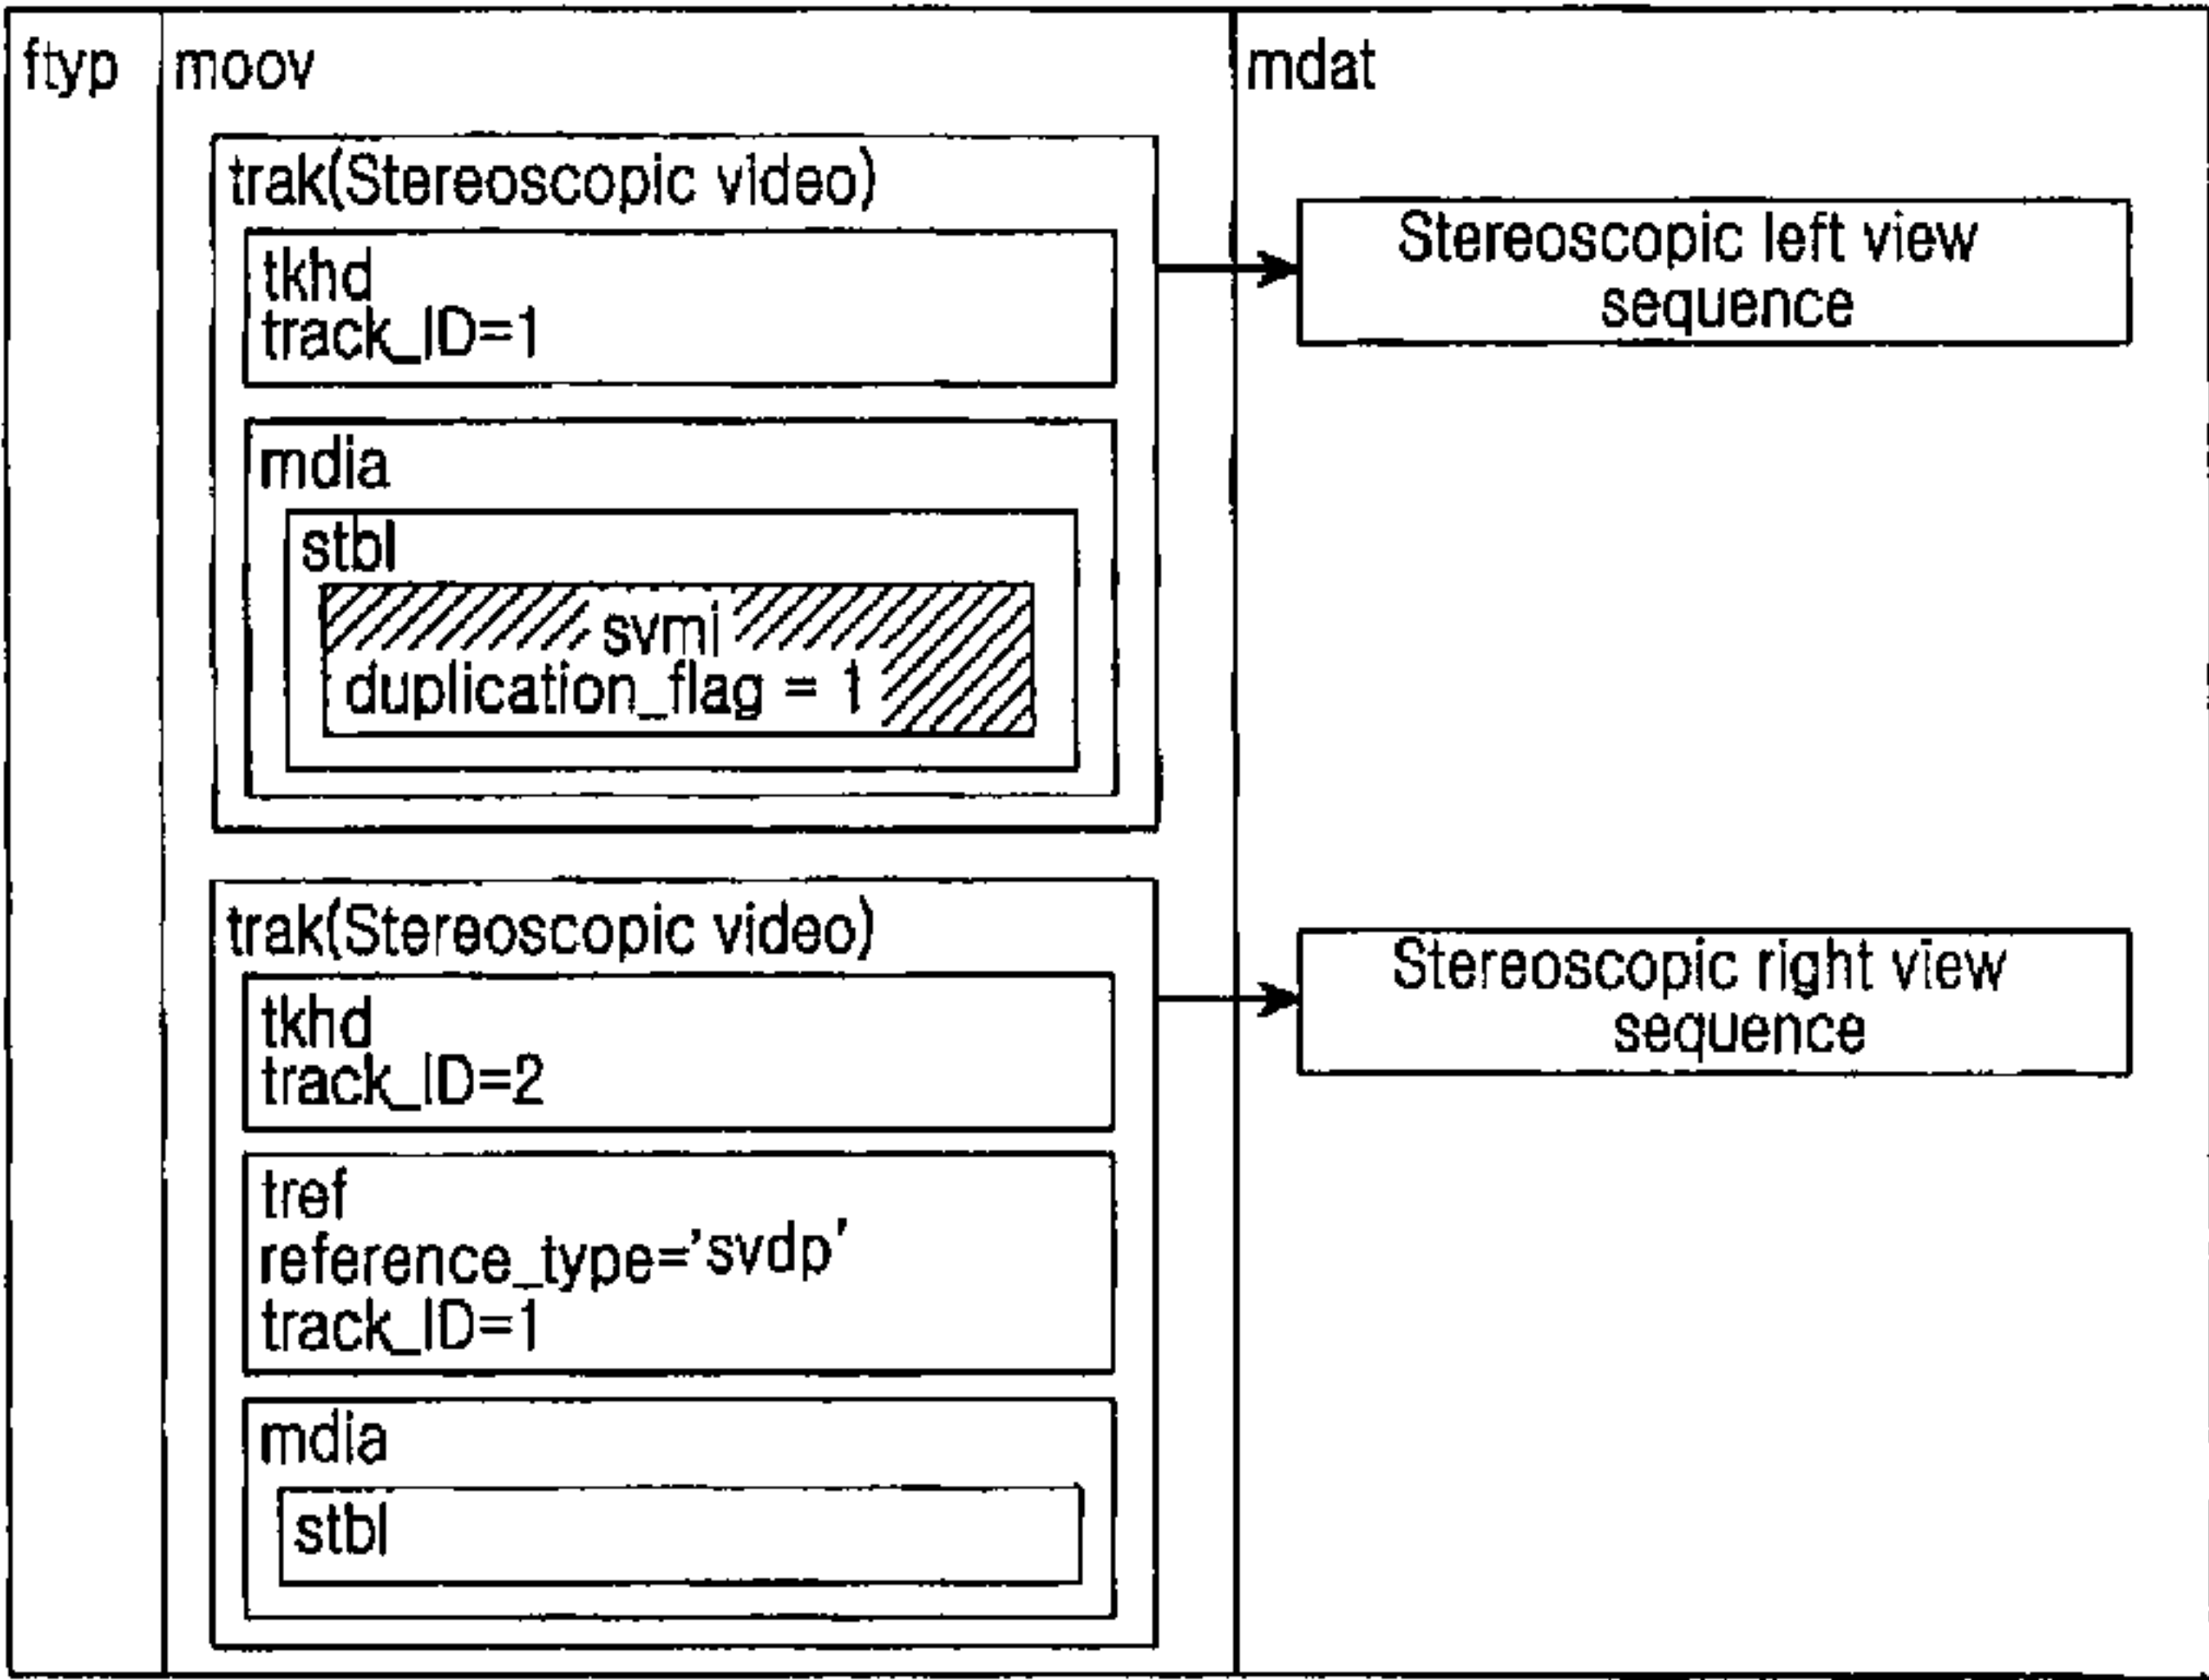 ftyp
moov
mdat
trak(Stereoscopic video)
tkhd
track_ID=1
mdia
stbl
svmi
duplication_flag = 1
Stereoscopic left view
sequence
trak(Stereoscopic video)
tkhd
track_ID=2
tref
reference_type='svdp'
track_ID=1
mdia
stbl
Stereoscopic right view
sequence